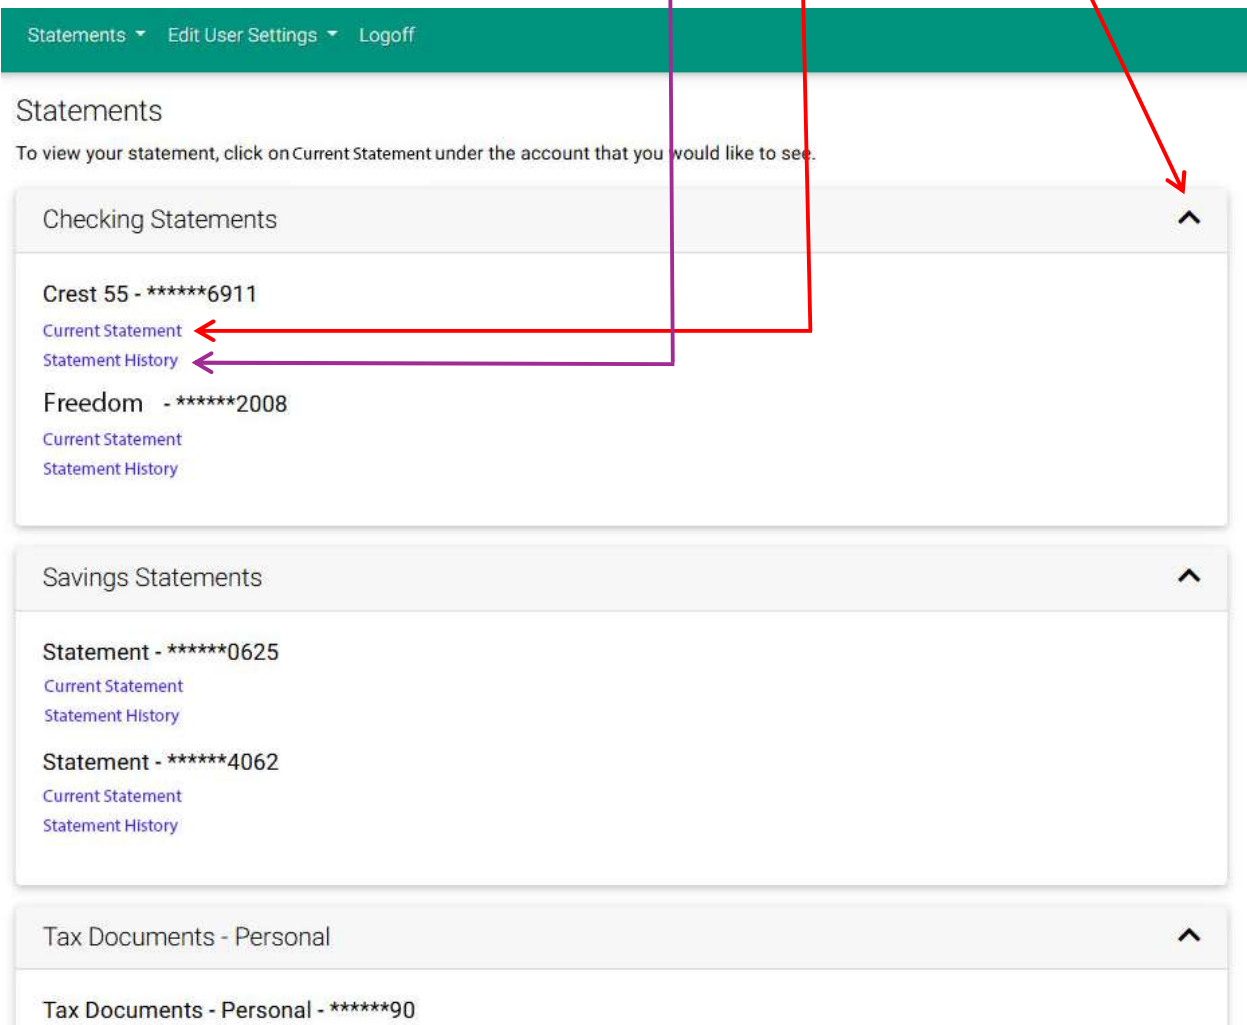 Statements Edit User Settings Logoff
Statements
To view your statement, click on Current Statement under the account that you would like to see.
Checking Statements
Crest 55 - ******6911
Current Statement
Statement History
Freedom - ******2008
Current Statement
Statement History
Savings Statements
Statement - ******0625
Current Statement
Statement History
Statement - ******4062
Current Statement
Statement History
Tax Documents - Personal
Tax Documents - Personal - ******90